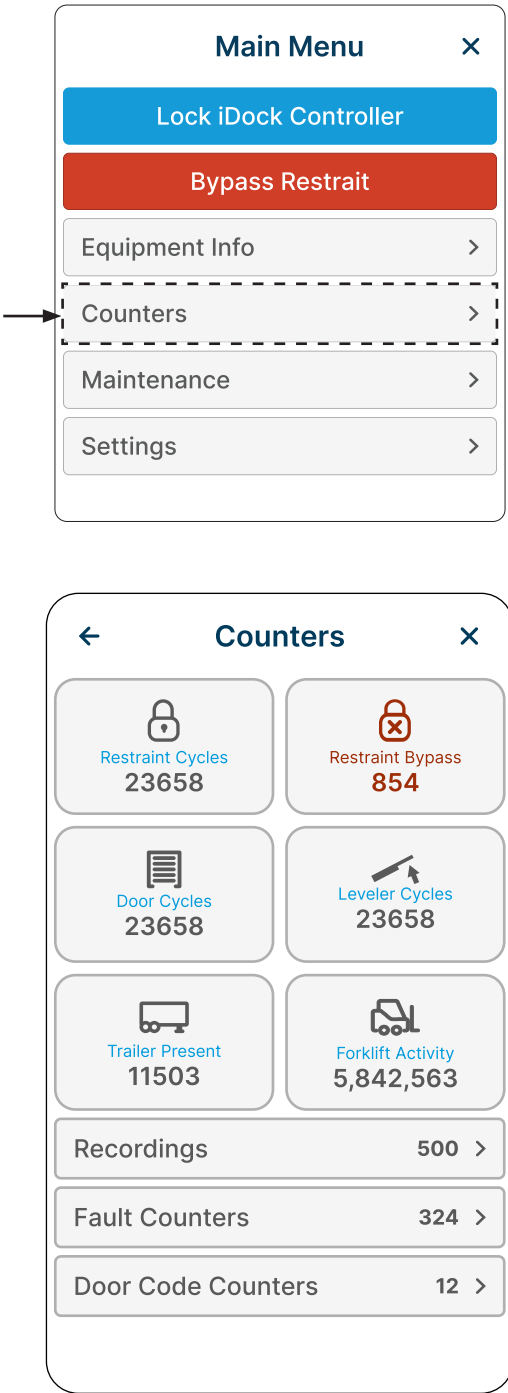 Main Menu
Lock iDock Controller
Bypass Restrait
Equipment Info
Counters
Maintenance
Settings
Counters
Restraint Cycles
23658
Restraint Bypass
854
Door Cycles
23658
Leveler Cycles
23658
Trailer Present
11503
Forklift Activity
5,842,563
Recordings 500
Fault Counters 324
Door Code Counters 12